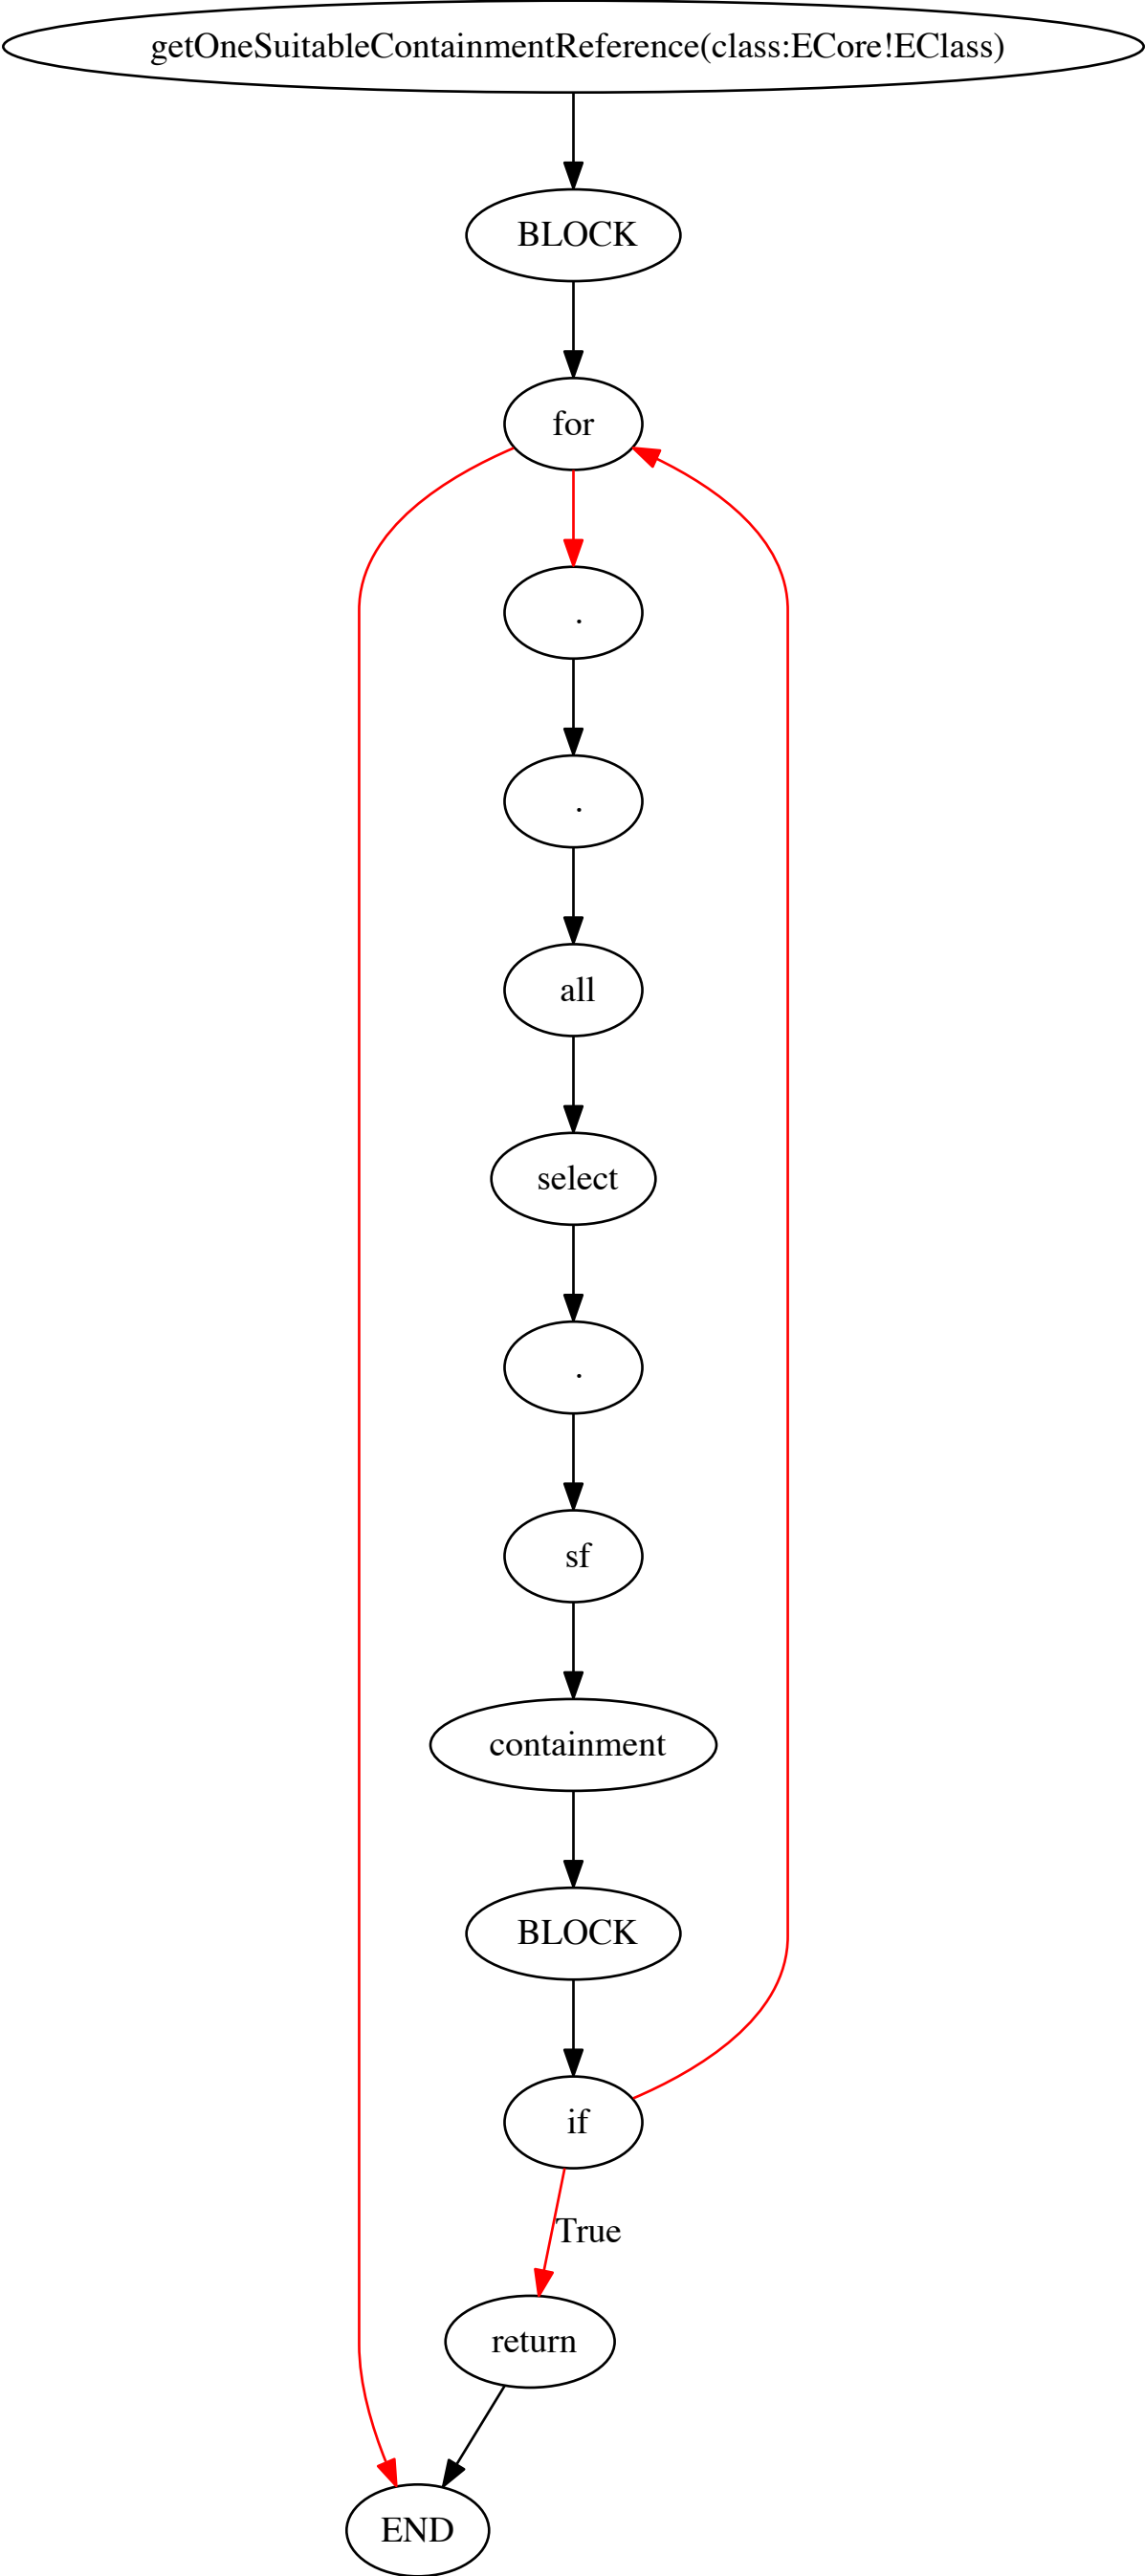 getOneSuitableContainmentReference(class:ECore!EClass)
BLOCK
for
.
.
all
select
.
sf
containment
BLOCK
if
True
return
END